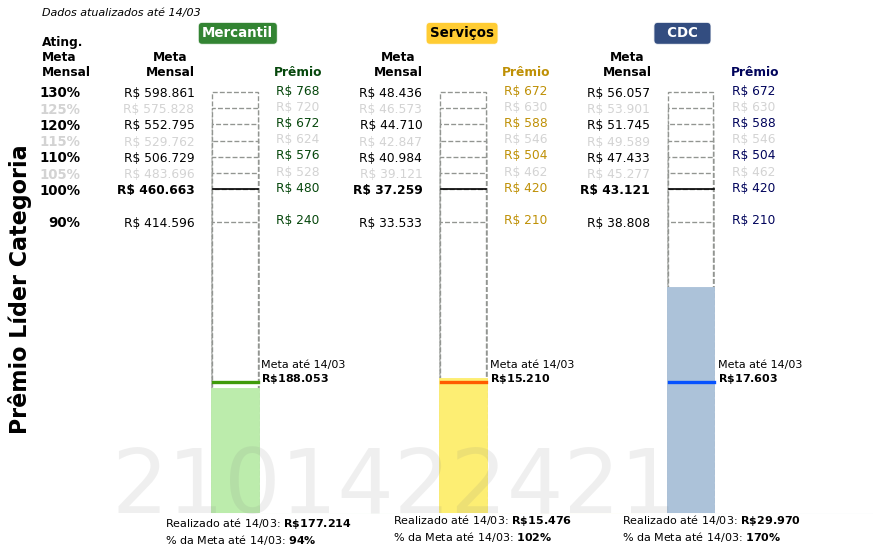 Dados atualizados até 14/03
Mercantil
Serviços
CDC
Ating.
Meta
Mensal
Meta
Mensal
Prêmio
Meta
Mensal
Prêmio
Meta
Mensal
Prêmio
130% R$ 598.861 R$ 768 R$ 48.436 R$ 672 R$ 56.057 R$ 672
125% R$ 575.828 R$ 720 R$ 46.573 R$ 630 R$ 53.901 R$ 630
120% R$ 552.795 R$ 672 R$ 44.710 R$ 588 R$ 51.745 R$ 588
115% R$ 529.762 R$ 624 R$ 42.847 R$ 546 R$ 49.589 R$ 546
110% R$ 506.729 R$ 576 R$ 40.984 R$ 504 R$ 47.433 R$ 504
105% R$ 483.696 R$ 528 R$ 39.121 R$ 462 R$ 45.277 R$ 462
100% R$ 460.663 R$ 480 R$ 37.259 R$ 420 R$ 43.121 R$ 420
90% R$ 414.596 R$ 240 R$ 33.533 R$ 210 R$ 38.808 R$ 210
Prêmio Líder Categoria
Meta até 14/03
R$188.053
Meta até 14/03
R$15.210
Meta até 14/03
R$17.603
2101422421
Realizado até 14/03: R$177.214
% da Meta até 14/03: 94%
Realizado até 14/03: R$15.476
% da Meta até 14/03: 102%
Realizado até 14/03: R$29.970
% da Meta até 14/03: 170%